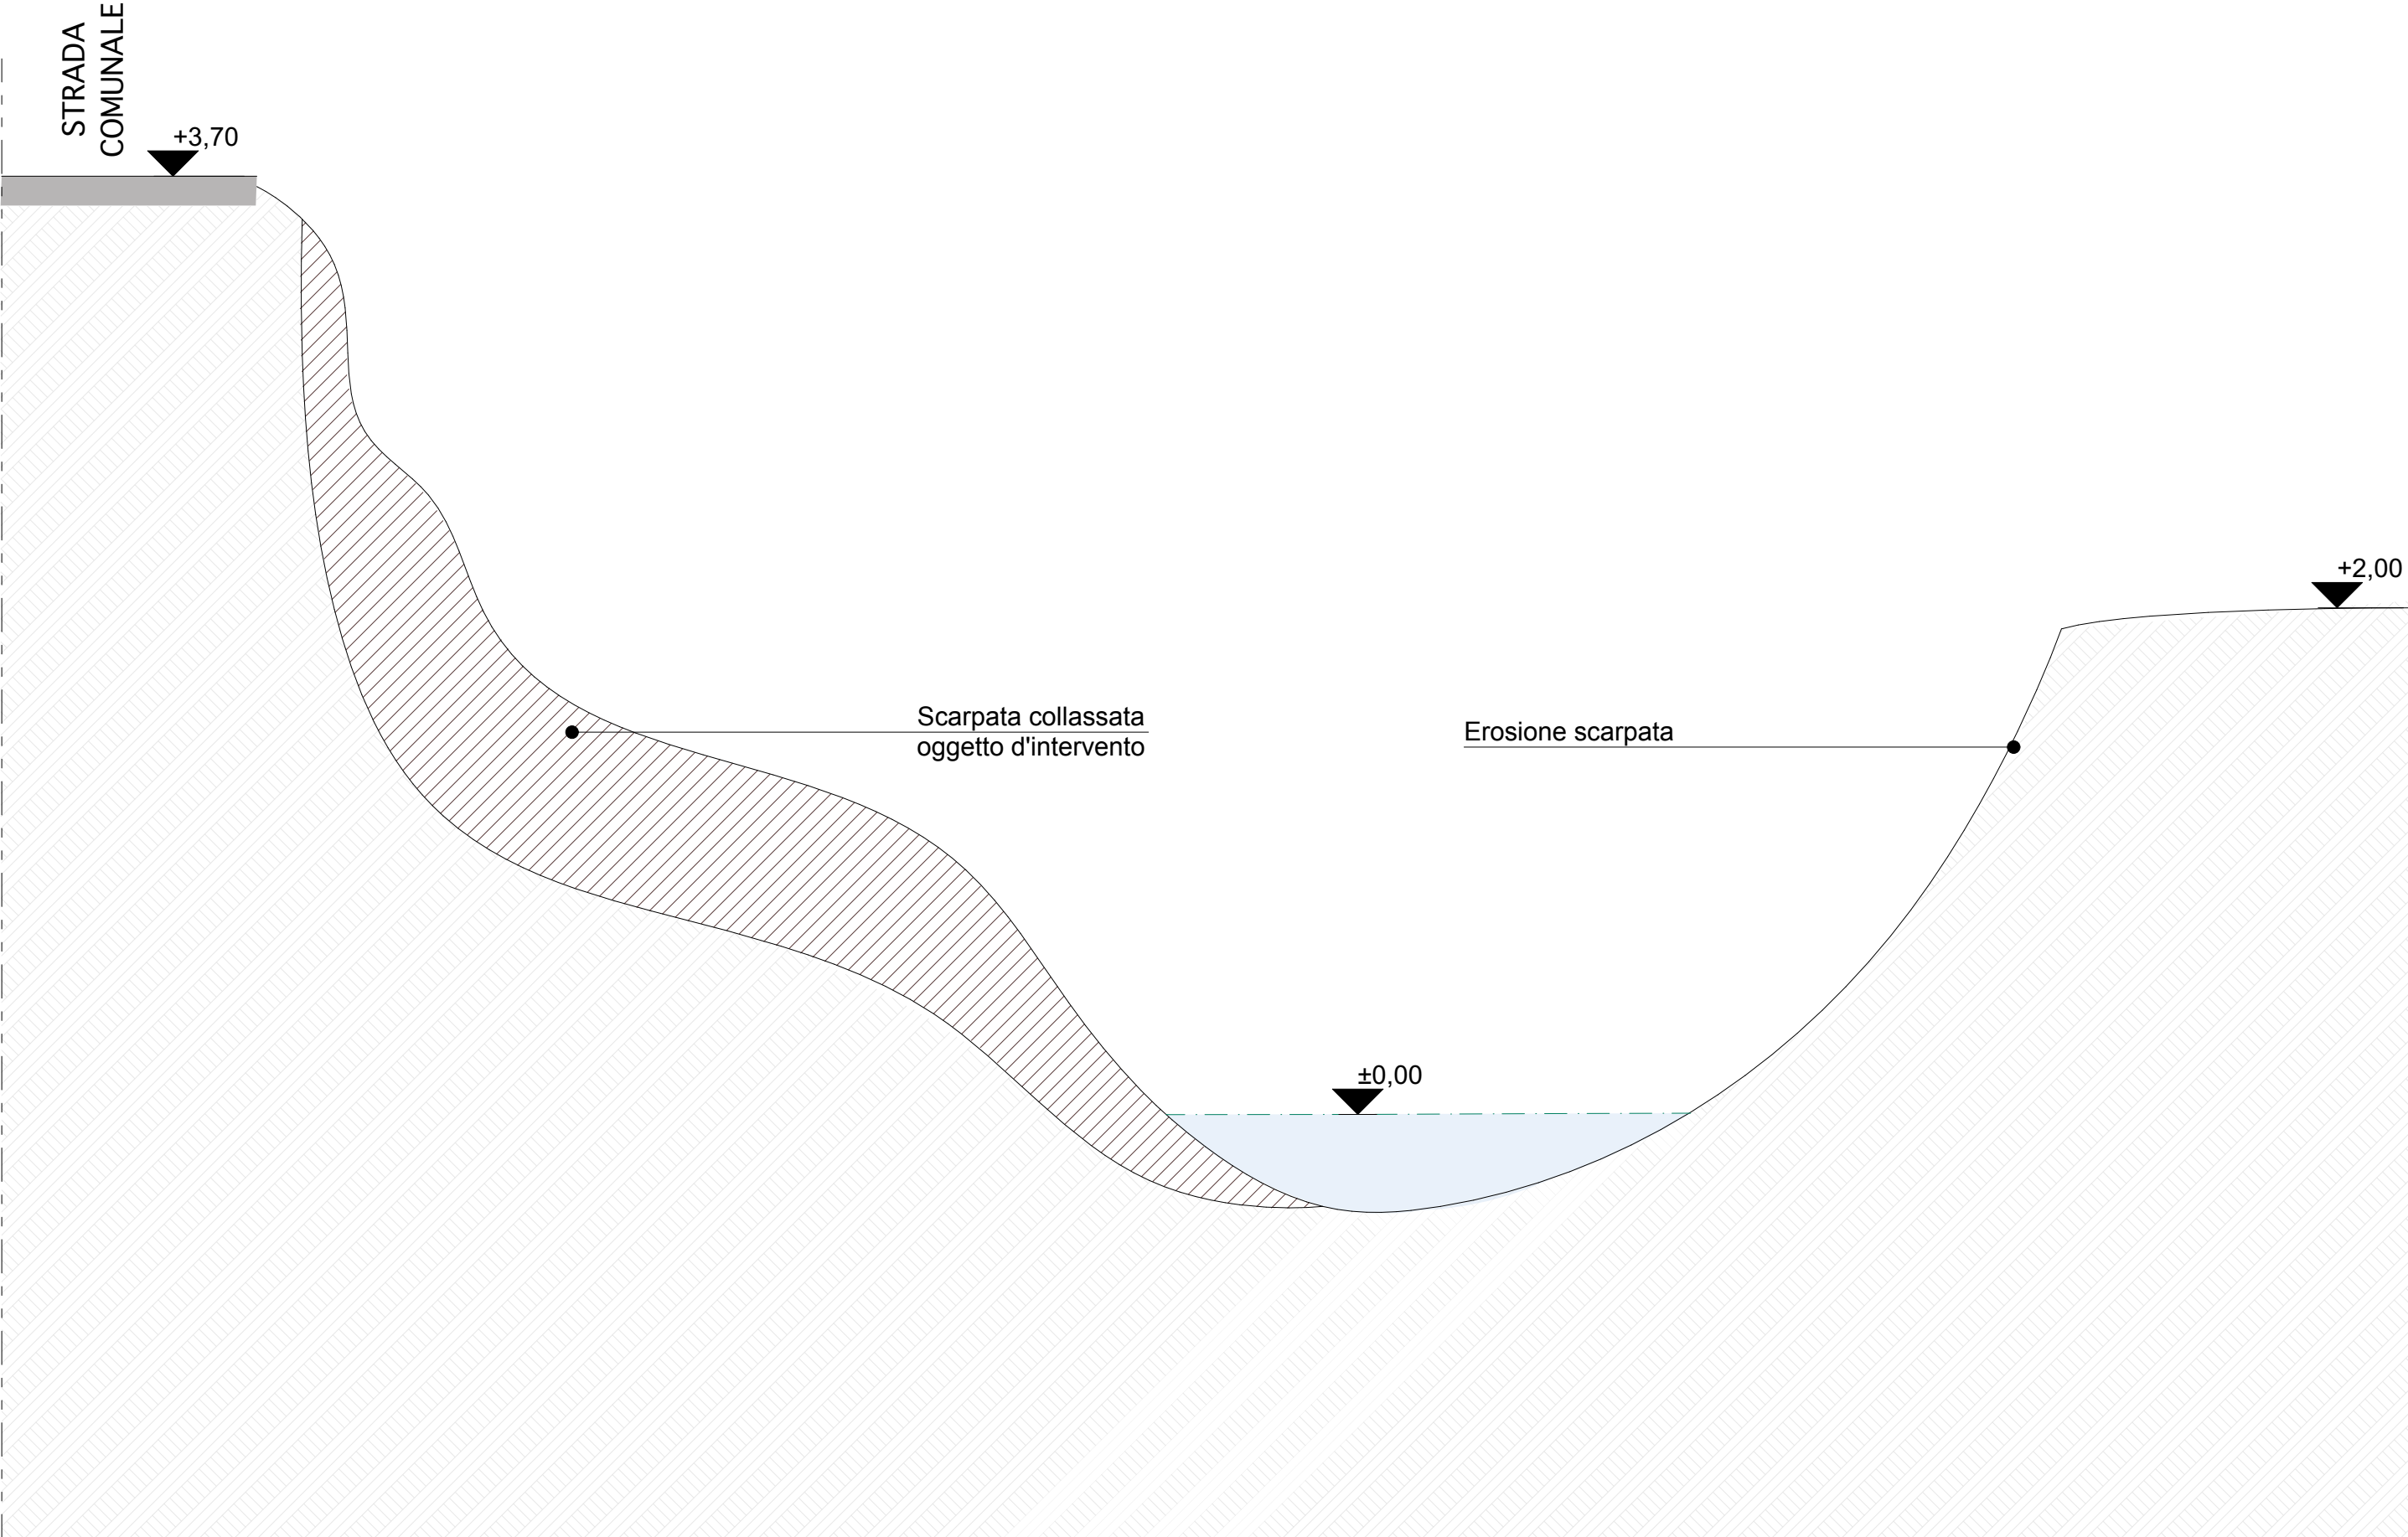 STRADA
COMUNALE
+3,70
+2,00
Scarpata collassata
oggetto d'intervento
Erosione scarpata
±0,00